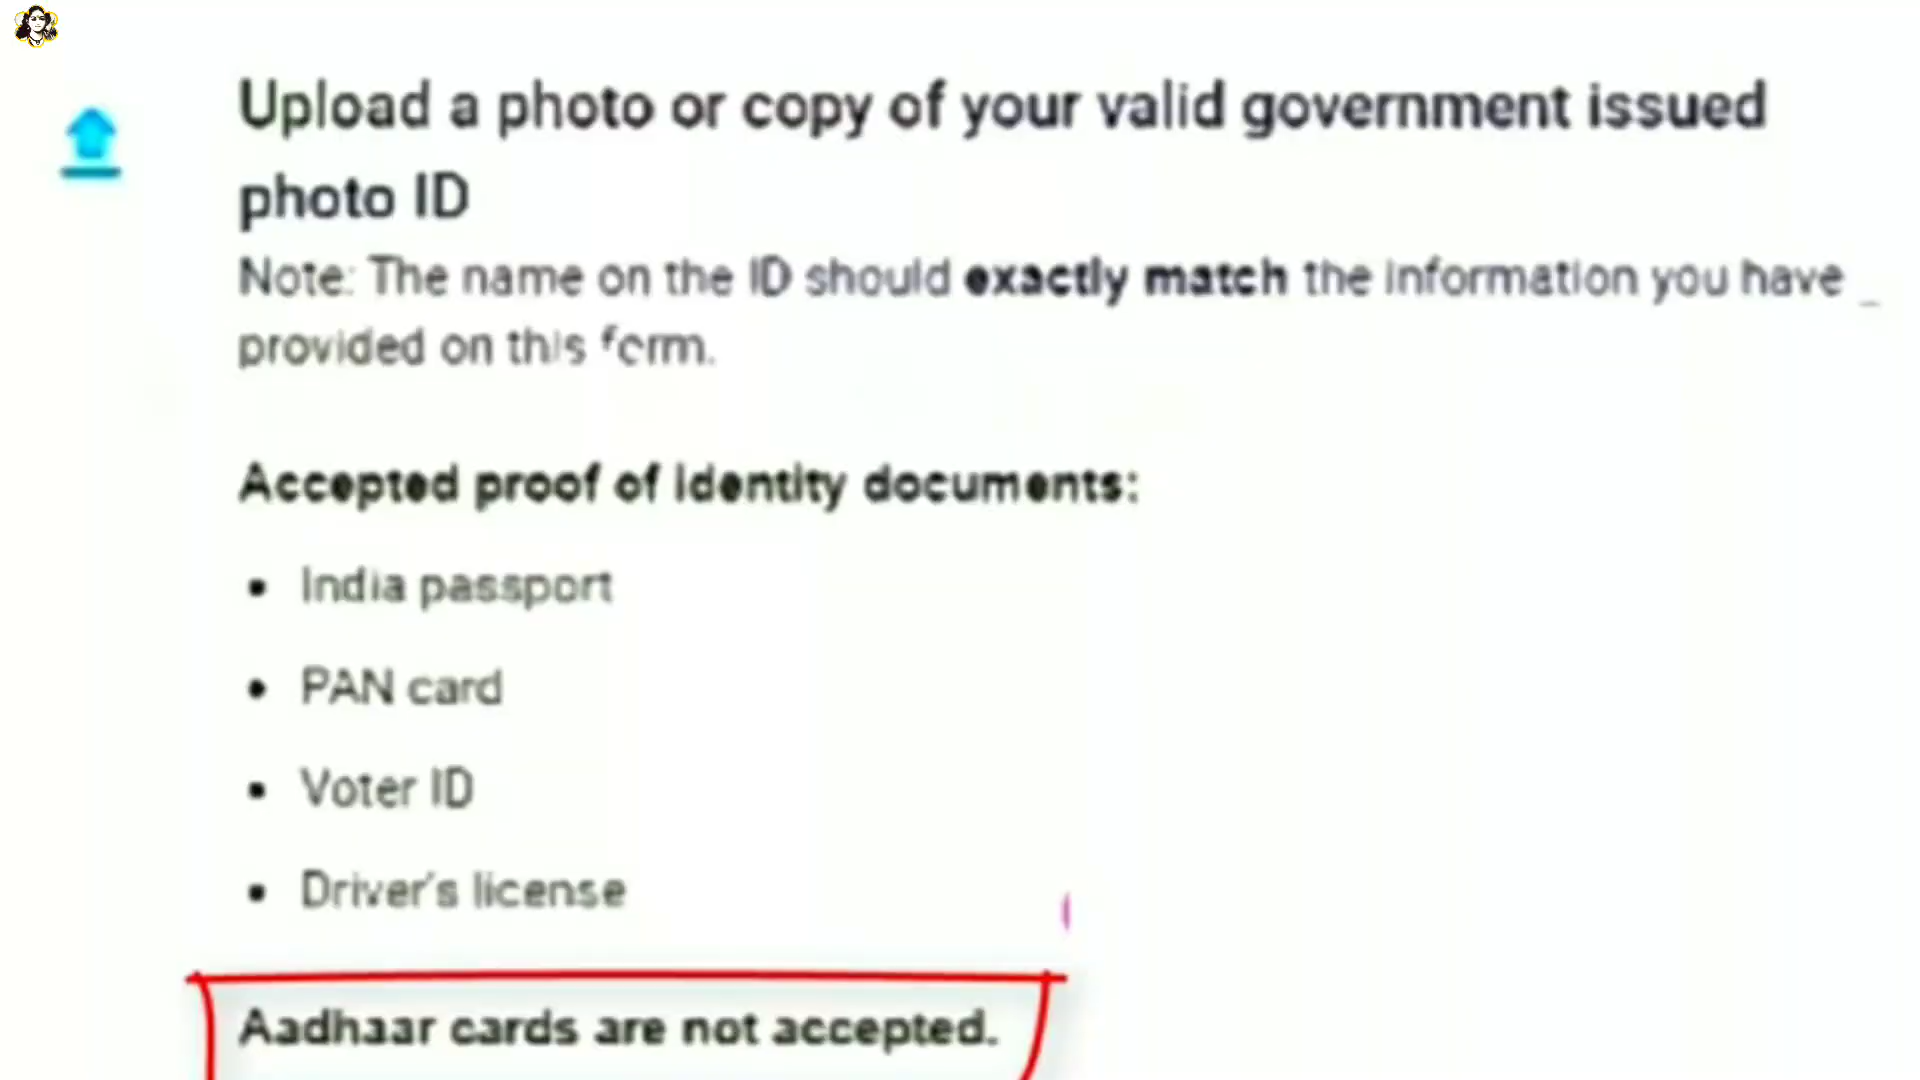 Upload a photo or copy of your valid government issued
photo ID
Note: The name on the ID should exactly match the information you have
provided on this form.
Accepted proof of identity documents:
• India passport
• PAN card
• Voter ID
• Driver's license
Aadhaar cards are not accepted.